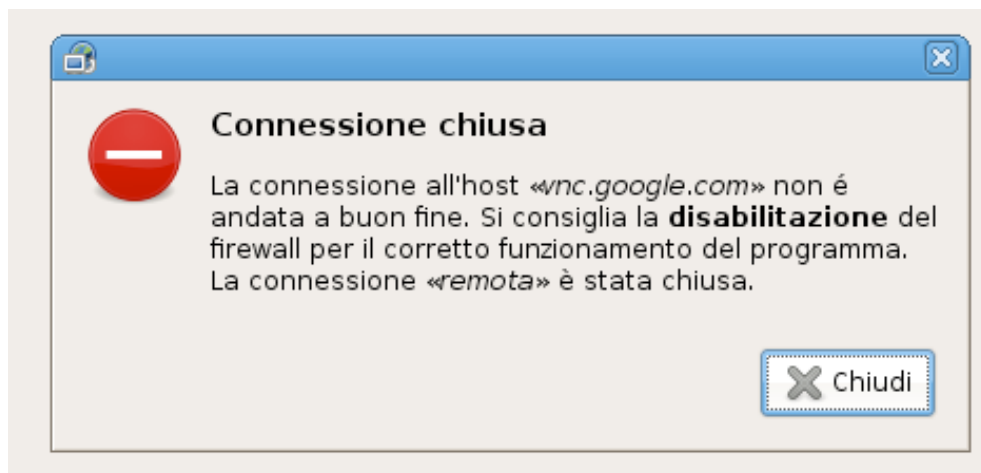 Connessione chiusa
La connessione all'host «vnc.google.com» non é
andata a buon fine. Si consiglia la disabilitazione del
firewall per il corretto funzionamento del programma.
La connessione «remota» è stata chiusa.
Chiudi